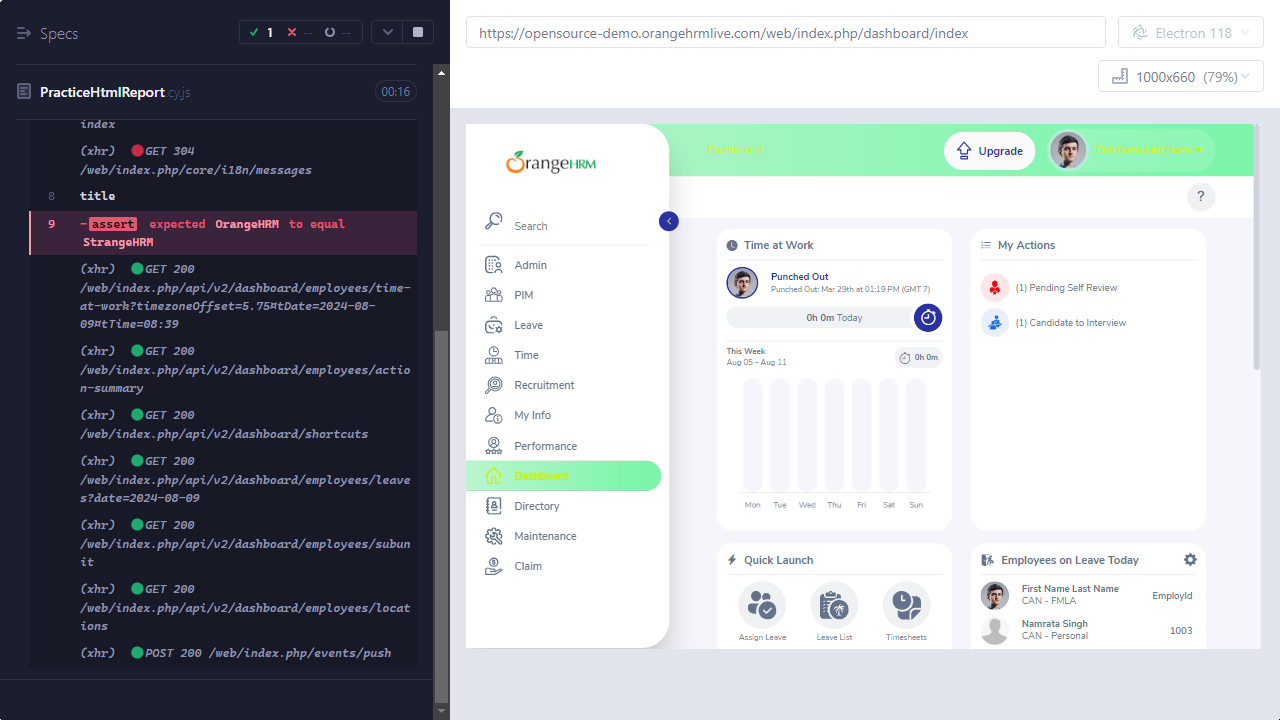 Specs
1
--
--
PracticeHtmlReport.cy.js
00:16
index
(xhr) GET 304
/web/index.php/core/i18n/messages
8 title
9 -assert expected OrangeHRM to equal
StrangeHRM
(xhr) GET 200
/web/index.php/api/v2/dashboard/employees/time-
at-work?timezoneOffset=5.75¤tDate=2024-08-
09¤tTime=08:39
(xhr) GET 200
/web/index.php/api/v2/dashboard/employees/actio
n-summary
(xhr) GET 200
/web/index.php/api/v2/dashboard/shortcuts
(xhr) GET 200
/web/index.php/api/v2/dashboard/employees/leave
s?date=2024-08-09
(xhr) GET 200
/web/index.php/api/v2/dashboard/employees/subun
it
(xhr) GET 200
/web/index.php/api/v2/dashboard/employees/locat
ions
(xhr) POST 200 /web/index.php/events/push
https://opensource-demo.orangehrmlive.com/web/index.php/dashboard/index
Electron 118
1000x660 (79%)
OrangeHRM
Dashboard
Upgrade
First Name Last Name
?
Search
Admin
PIM
Leave
Time
Recruitment
My Info
Performance
Dashboard
Directory
Maintenance
Claim
Time at Work
Punched Out
Punched Out: Mar 29th at 01:19 PM (GMT 7)
0h 0m Today
This Week
Aug 05 - Aug 11
0h 0m
Mon Tue Wed Thu Fri Sat Sun
My Actions
(1) Pending Self Review
(1) Candidate to Interview
Quick Launch
Assign Leave
Leave List
Timesheets
Employees on Leave Today
First Name Last Name
CAN - FMLA
EmployId
Namrata Singh
CAN - Personal
1003